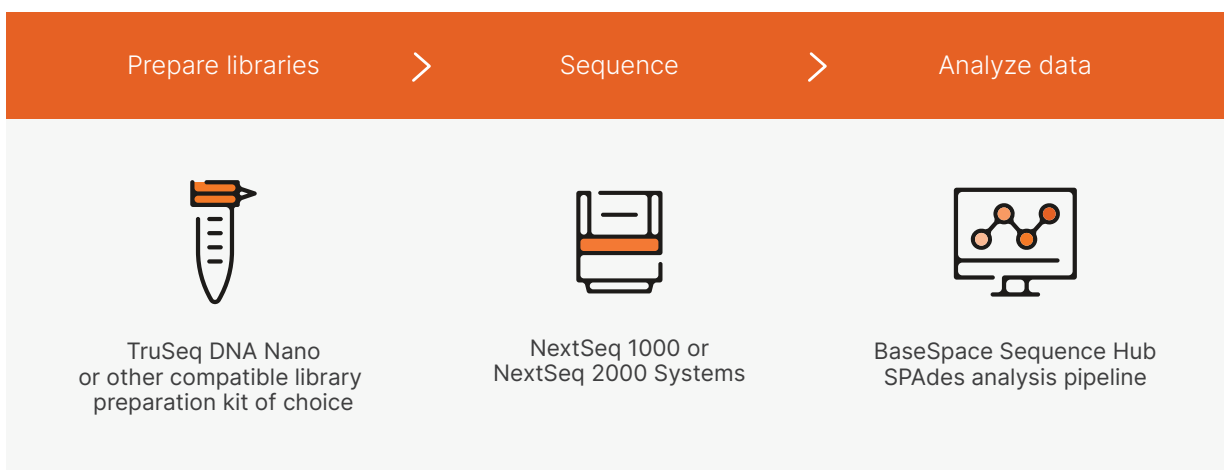 Prepare libraries
Sequence
Analyze data
TruSeq DNA Nano
or other compatible library
preparation kit of choice
NextSeq 1000 or
NextSeq 2000 Systems
BaseSpace Sequence Hub
SPAdes analysis pipeline